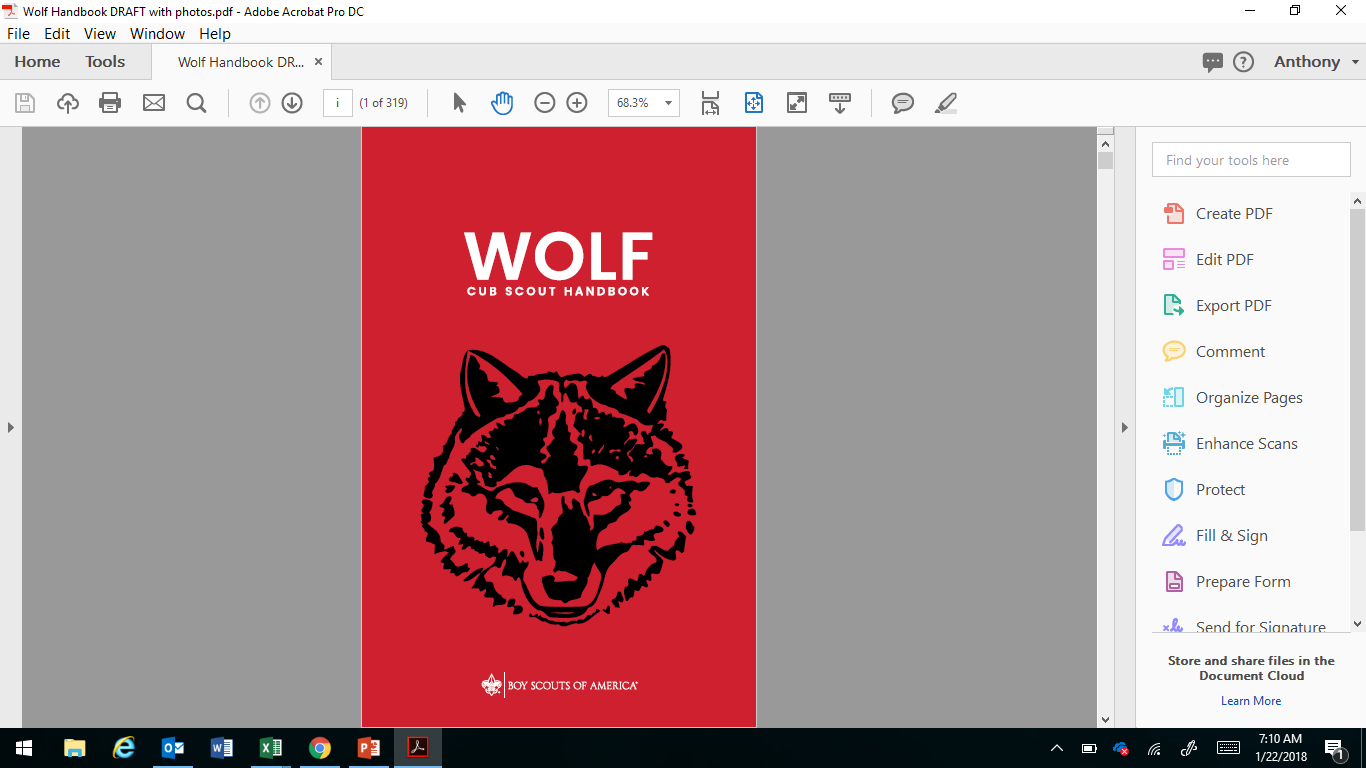 Wolf Handbook DRAFT with photos.pdf - Adobe Acrobat Pro DC
File Edit View Window Help
Home Tools Wolf Handbook DR... × Anthony
i (1 of 319) 68.3%
WOLF
CUB SCOUT HANDBOOK
BOY SCOUTS OF AMERICA®
Find your tools here
Create PDF
Edit PDF
Export PDF
Comment
Organize Pages
Enhance Scans
Protect
Fill & Sign
Prepare Form
Send for Signature
Store and share files in the
Document Cloud
Learn More
7:10 AM
1/22/2018
1